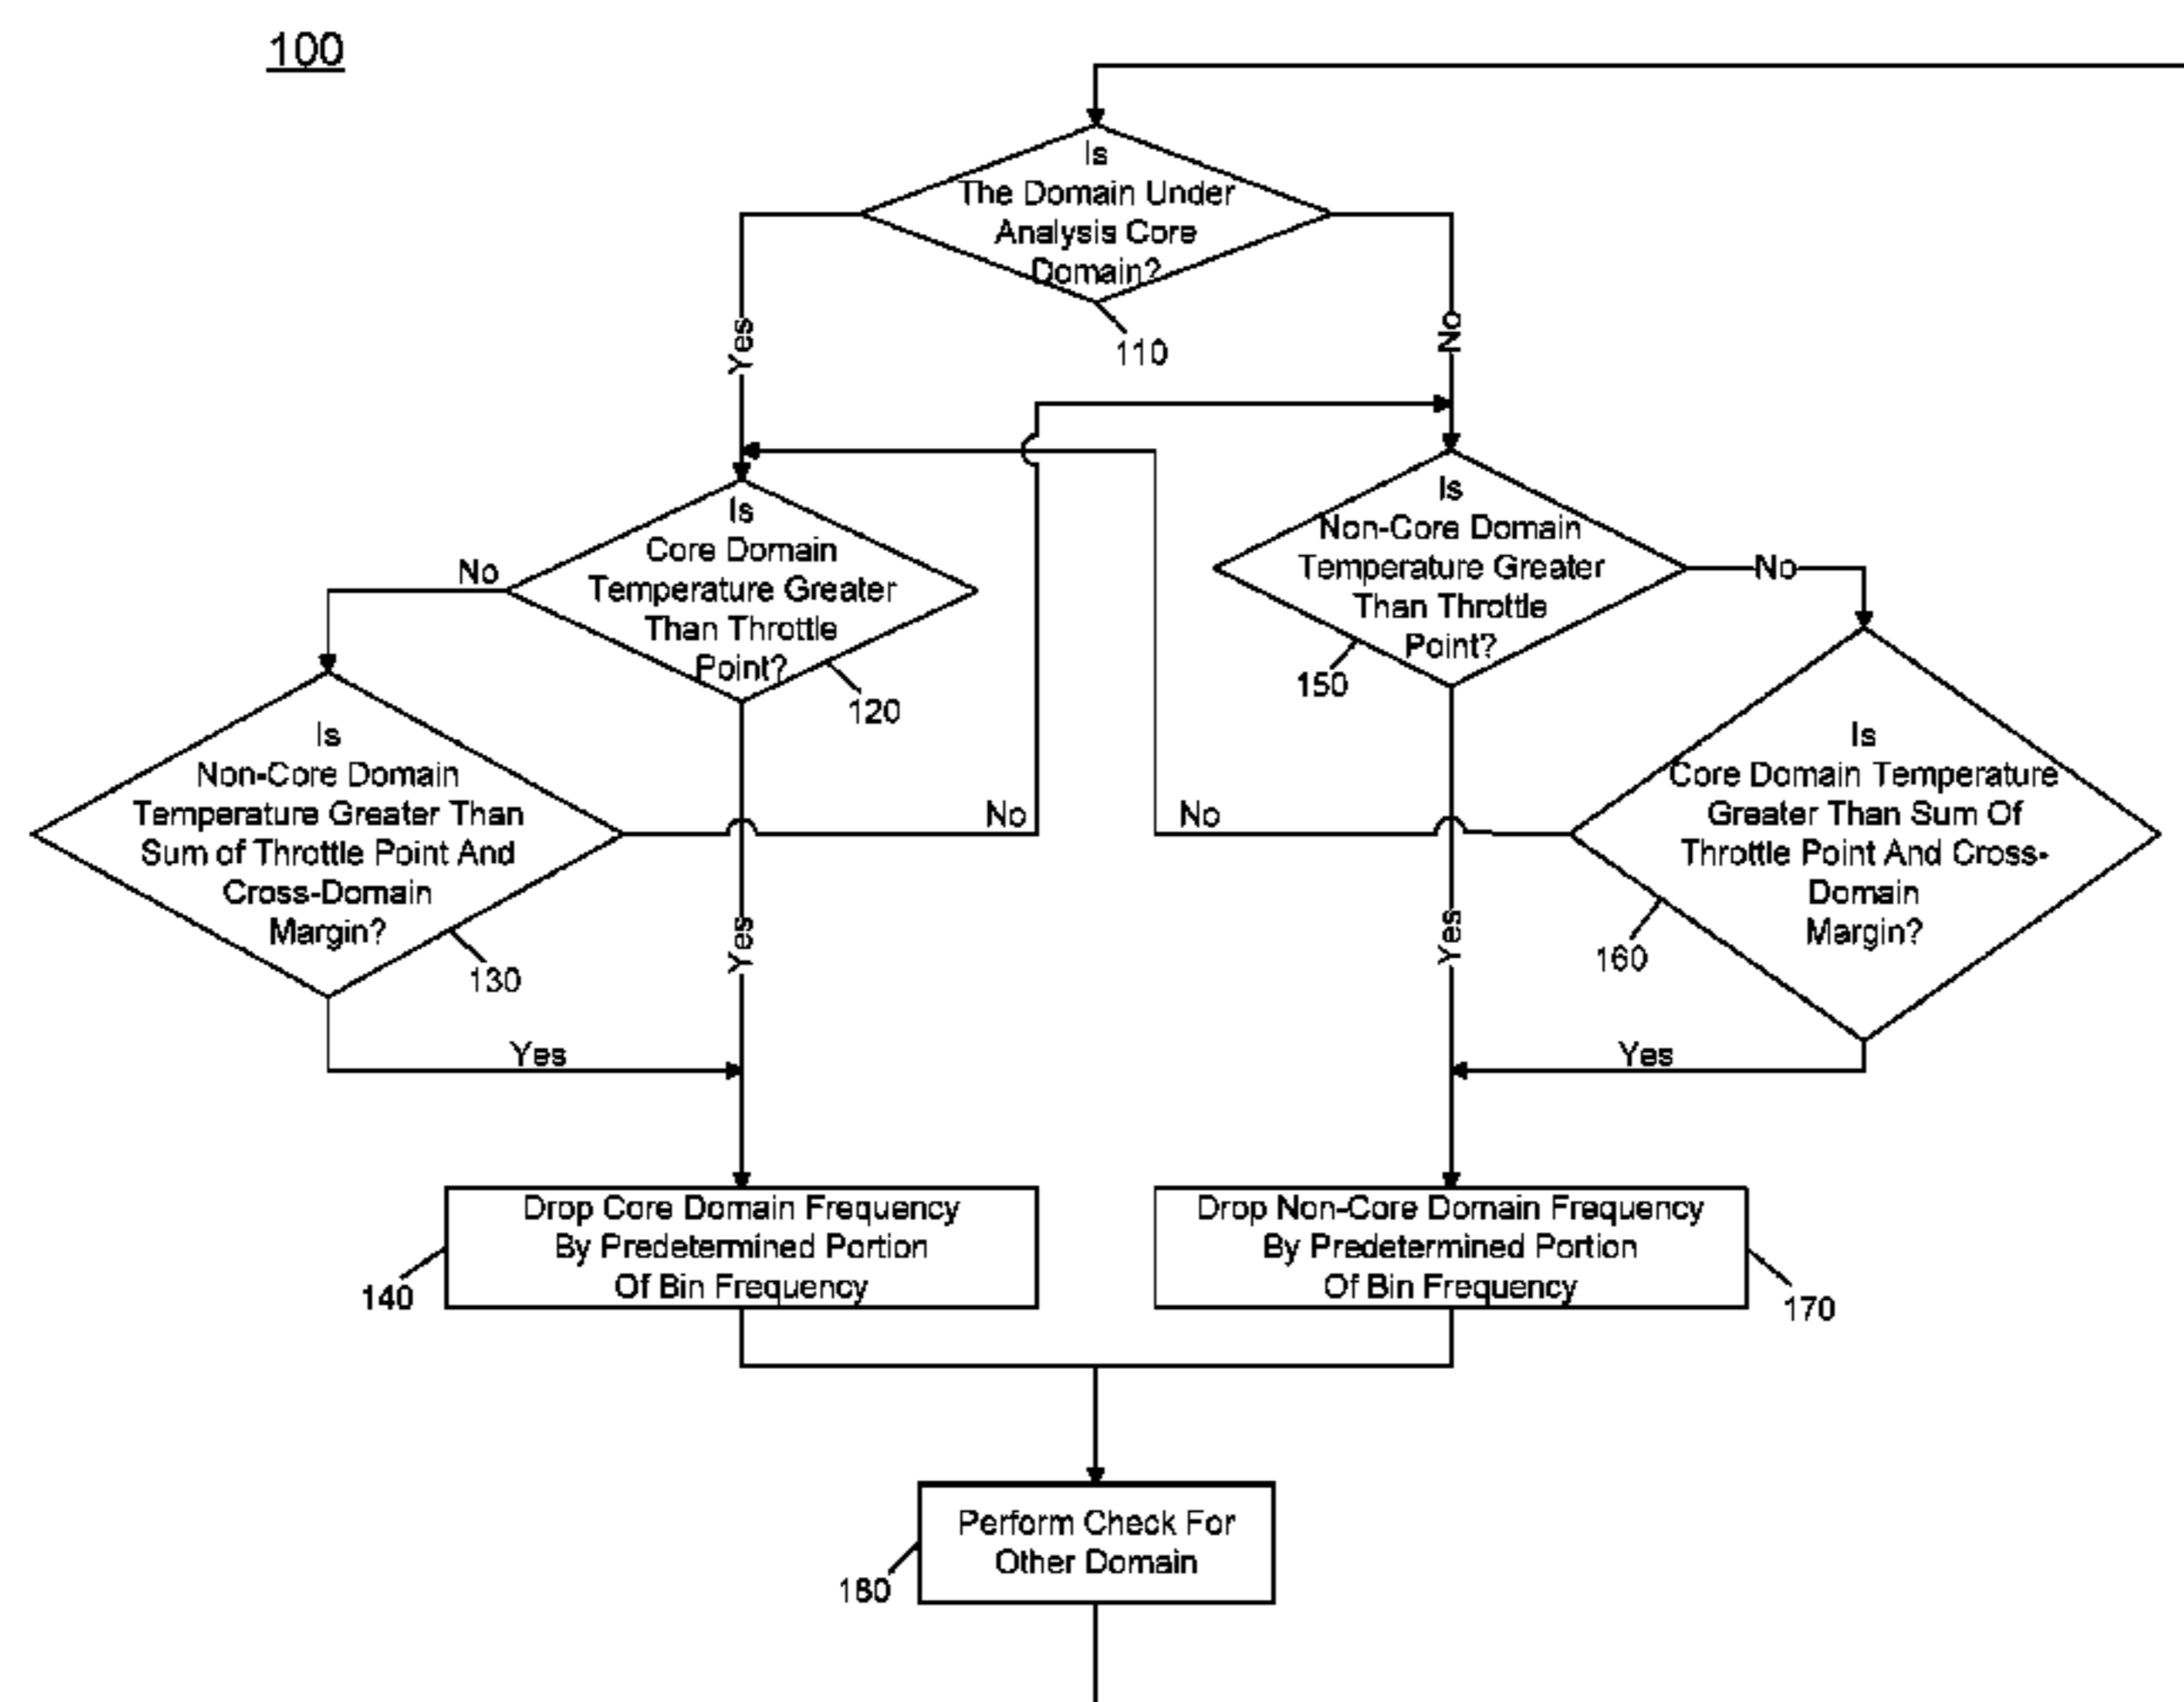 100
Is
The Domain Under
Analysis Core
Domain?
110
Yes
No
Is
Core Domain
Temperature Greater
Than Throttle
Point?
120
No
Is
Non-Core Domain
Temperature Greater
Than Throttle
Point?
150
No
Is
Non-Core Domain
Temperature Greater Than
Sum of Throttle Point And
Cross-Domain
Margin?
130
No
Yes
No
Yes
Is
Core Domain Temperature
Greater Than Sum Of
Throttle Point And Cross-
Domain
Margin?
160
Yes
Yes
Drop Core Domain Frequency
By Predetermined Portion
Of Bin Frequency
140
Drop Non-Core Domain Frequency
By Predetermined Portion
Of Bin Frequency
170
Perform Check For
Other Domain
180